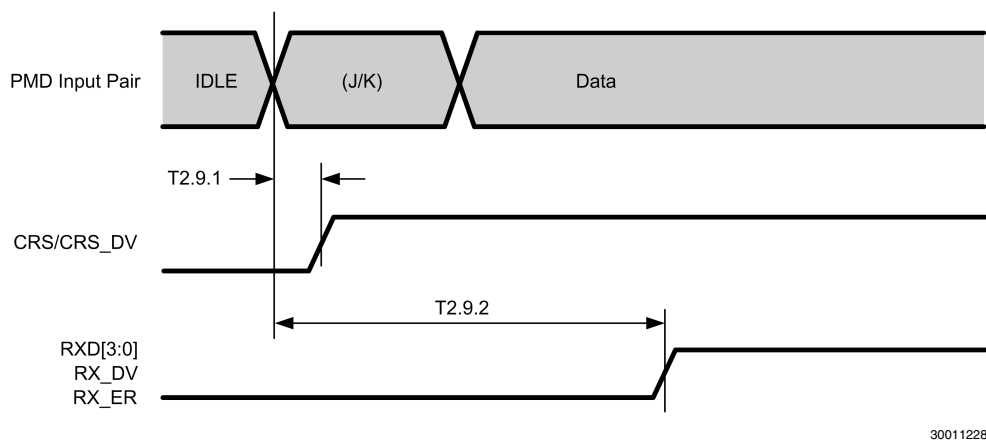 PMD Input Pair
IDLE
(J/K)
Data
T2.9.1
CRS/CRS_DV
T2.9.2
RXD[3:0]
RX_DV
RX_ER
30011228